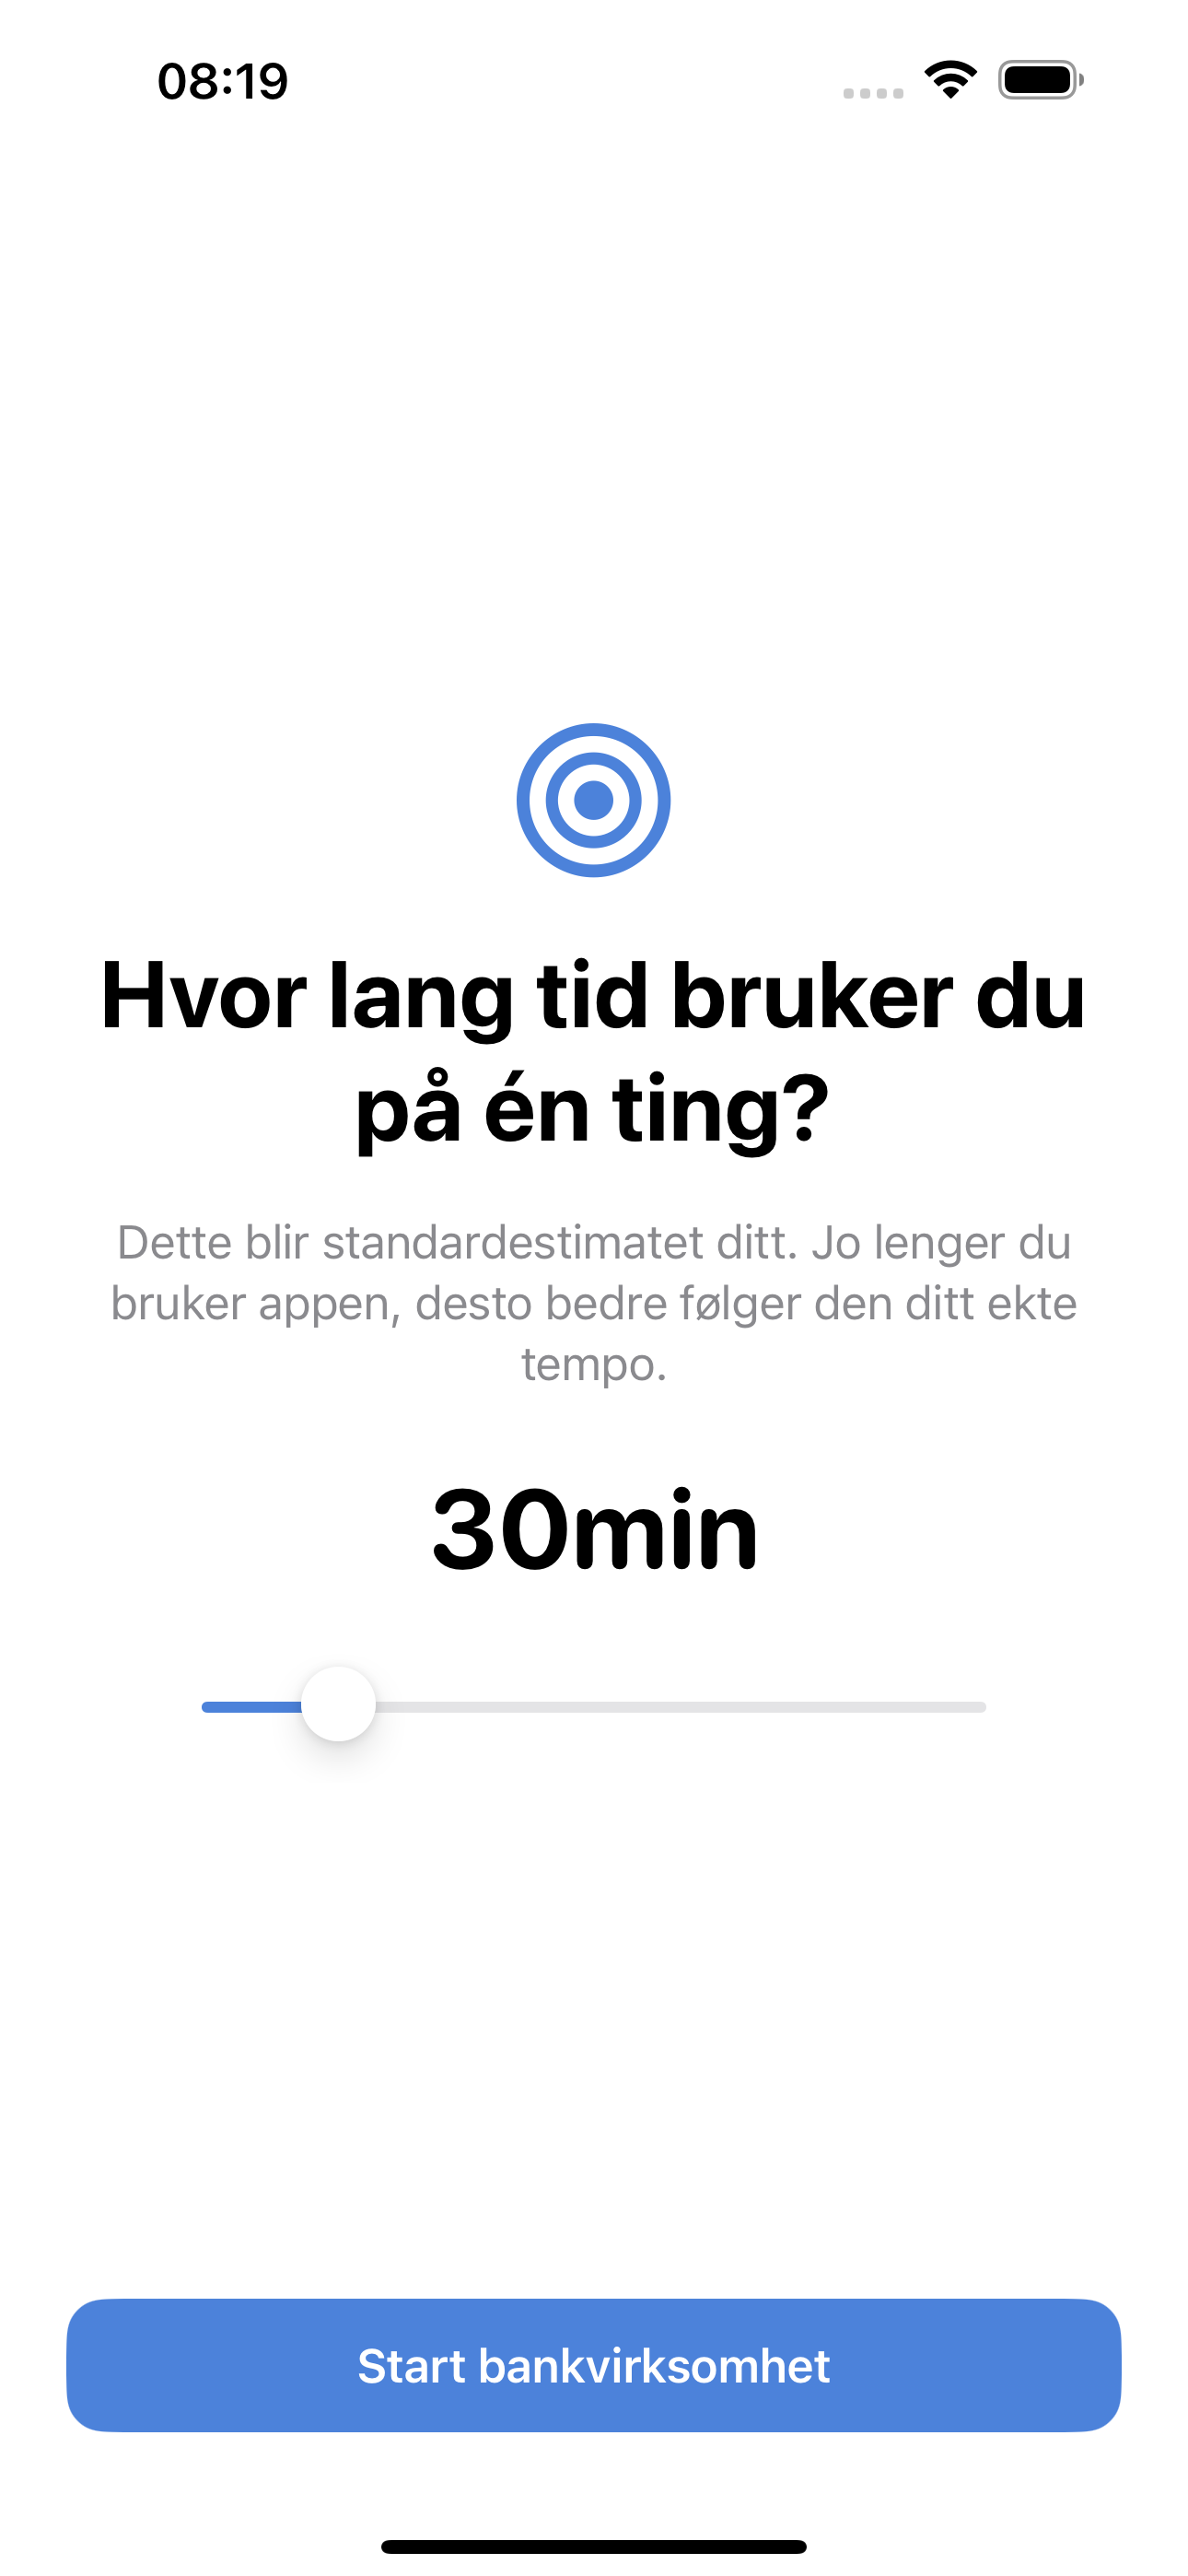 08:19
Hvor lang tid bruker du
på én ting?
Dette blir standardestimatet ditt. Jo lenger du
bruker appen, desto bedre følger den ditt ekte
tempo.
30min
Start bankvirksomhet